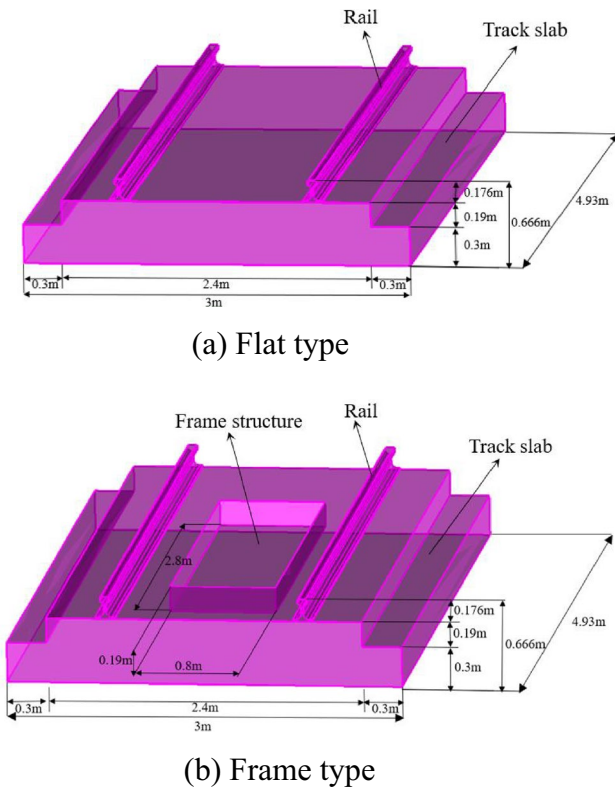 Rail
Track slab
0.176m
0.19m
0.666m
4.93m
0.3m
0.3m
2.4m
0.3m
3m
(a) Flat type
Frame structure
Rail
Track slab
2.8m
0.176m
0.19m
0.666m
4.93m
0.19m
0.8m
0.3m
0.3m
2.4m
0.3m
3m
(b) Frame type